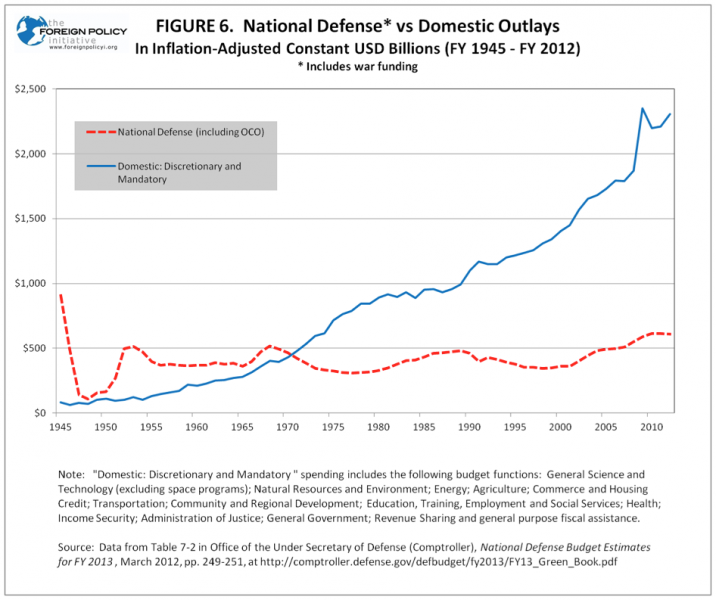 the
FOREIGN POLICY
initiative
www.foreignpolicyi.org
FIGURE 6. National Defense* vs Domestic Outlays
In Inflation-Adjusted Constant USD Billions (FY 1945 - FY 2012)
* Includes war funding
$2,500
$2,000
$1,500
$1,000
$500
$0
National Defense (including OCO)
Domestic: Discretionary and
Mandatory
1945 1950 1955 1960 1965 1970 1975 1980 1985 1990 1995 2000 2005 2010
Note: "Domestic: Discretionary and Mandatory " spending includes the following budget functions: General Science and
Technology (excluding space programs); Natural Resources and Environment; Energy; Agriculture; Commerce and Housing
Credit; Transportation; Community and Regional Development; Education, Training, Employment and Social Services; Health;
Income Security; Administration of Justice; General Government; Revenue Sharing and general purpose fiscal assistance.
Source: Data from Table 7-2 in Office of the Under Secretary of Defense (Comptroller), National Defense Budget Estimates
for FY 2013 , March 2012, pp. 249-251, at http://comptroller.defense.gov/defbudget/fy2013/FY13_Green_Book.pdf